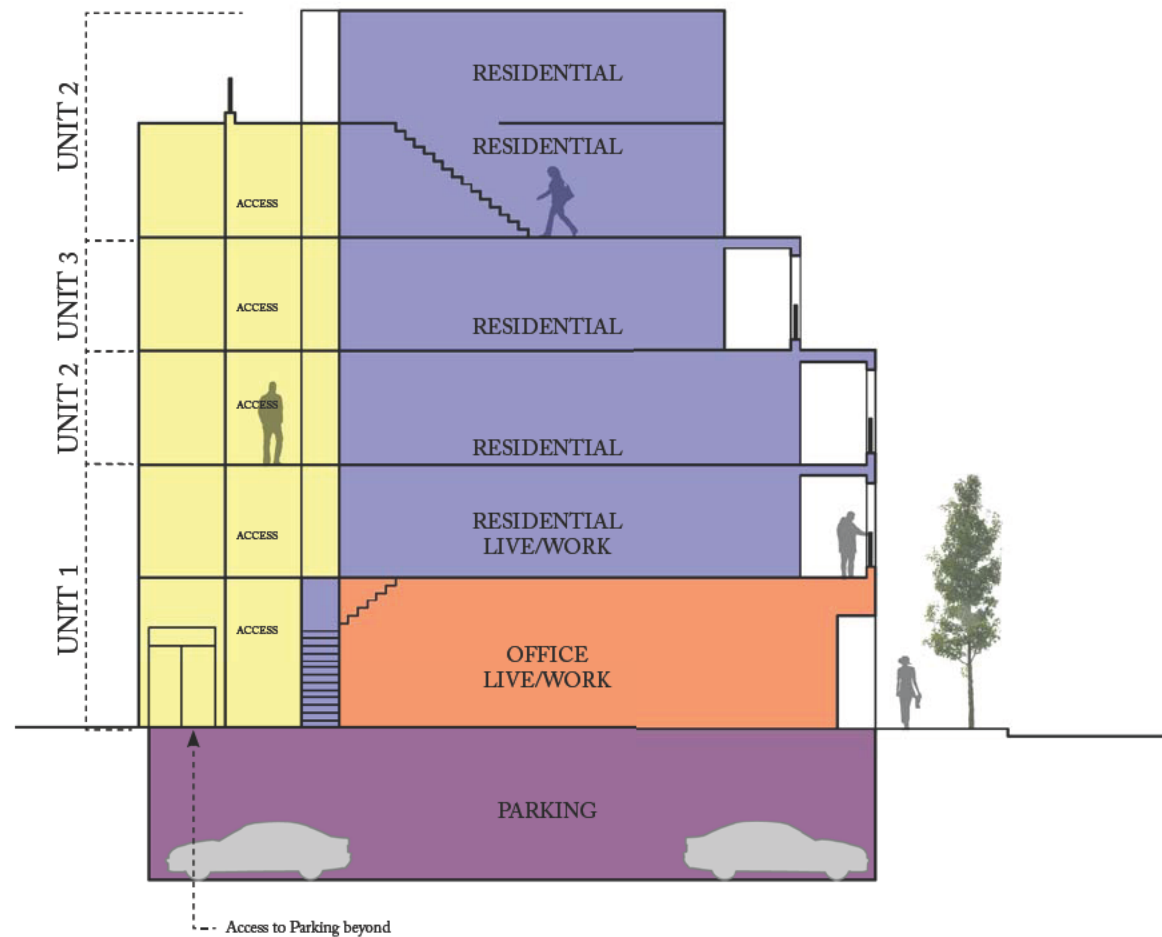 UNIT 2
RESIDENTIAL
RESIDENTIAL
ACCESS
UNIT 3
ACCESS
RESIDENTIAL
UNIT 2
ACCESS
RESIDENTIAL
UNIT 1
ACCESS
RESIDENTIAL
LIVE/WORK
ACCESS
OFFICE
LIVE/WORK
PARKING
Access to Parking beyond